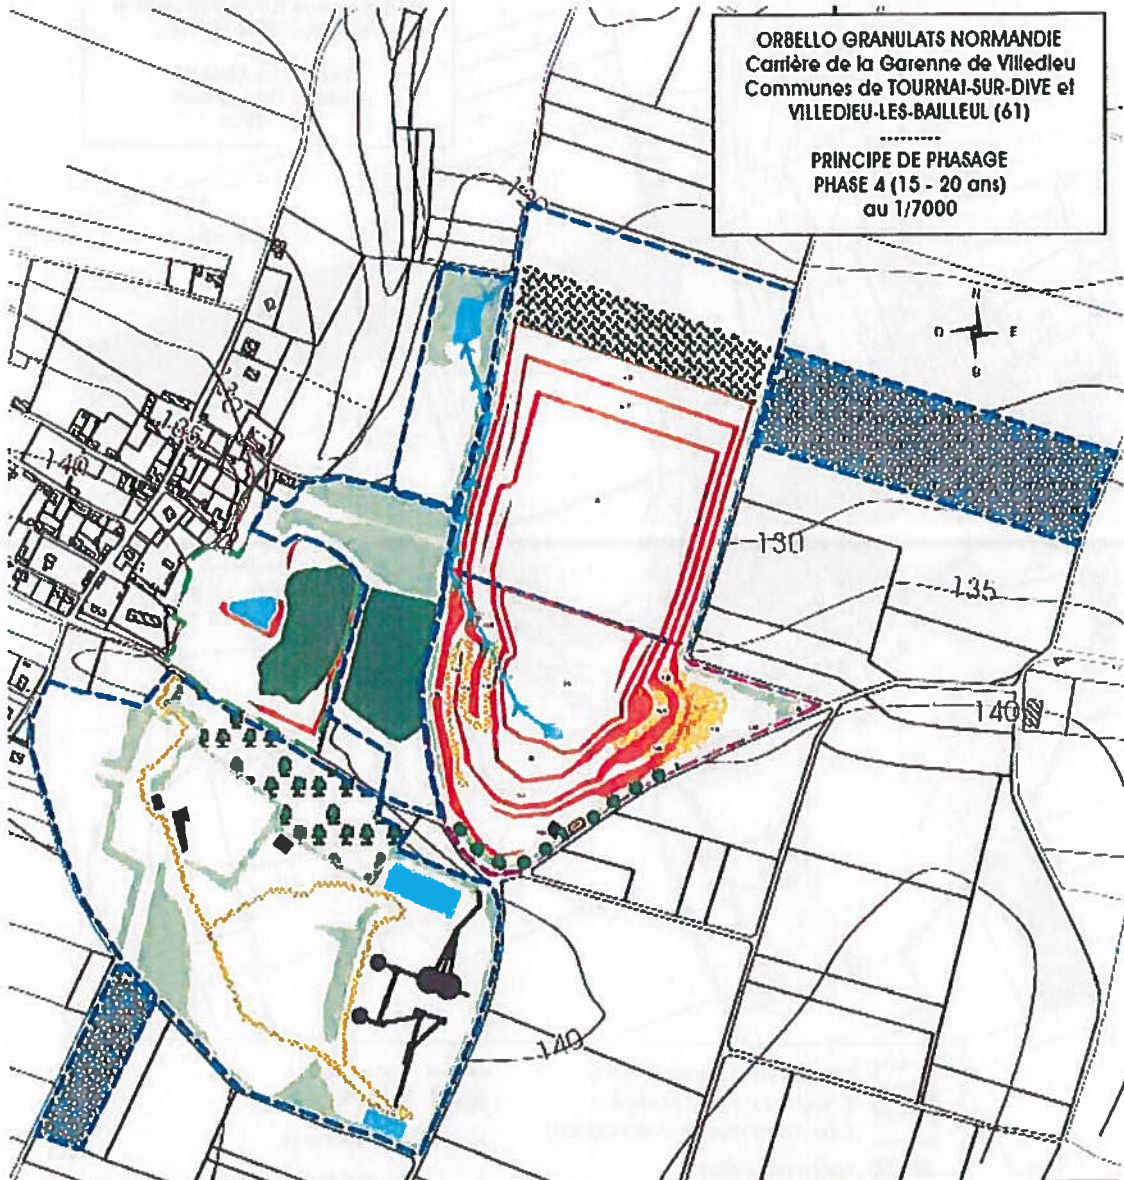 ORBELLO GRANULATS NORMANDIE
Carrière de la Garenne de Villedieu
Communes de TOURNAI-SUR-DIVE et
VILLEDIEU-LES-BAILLEUL (61)
---------
PRINCIPE DE PHASAGE
PHASE 4 (15 - 20 ans)
au 1/7000
N
O E
S
140
130
135
140
140